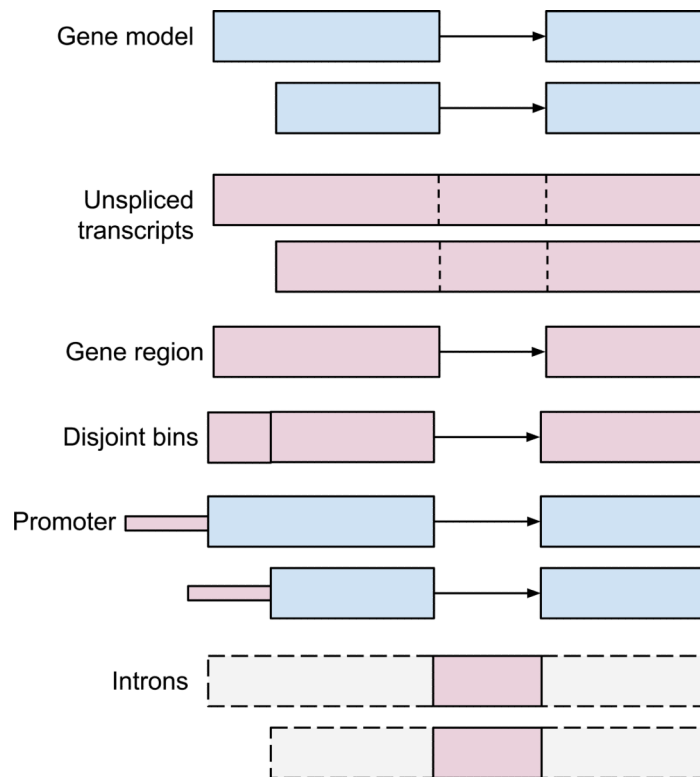 Gene model
Unspliced
transcripts
Gene region
Disjoint bins
Promoter
Introns